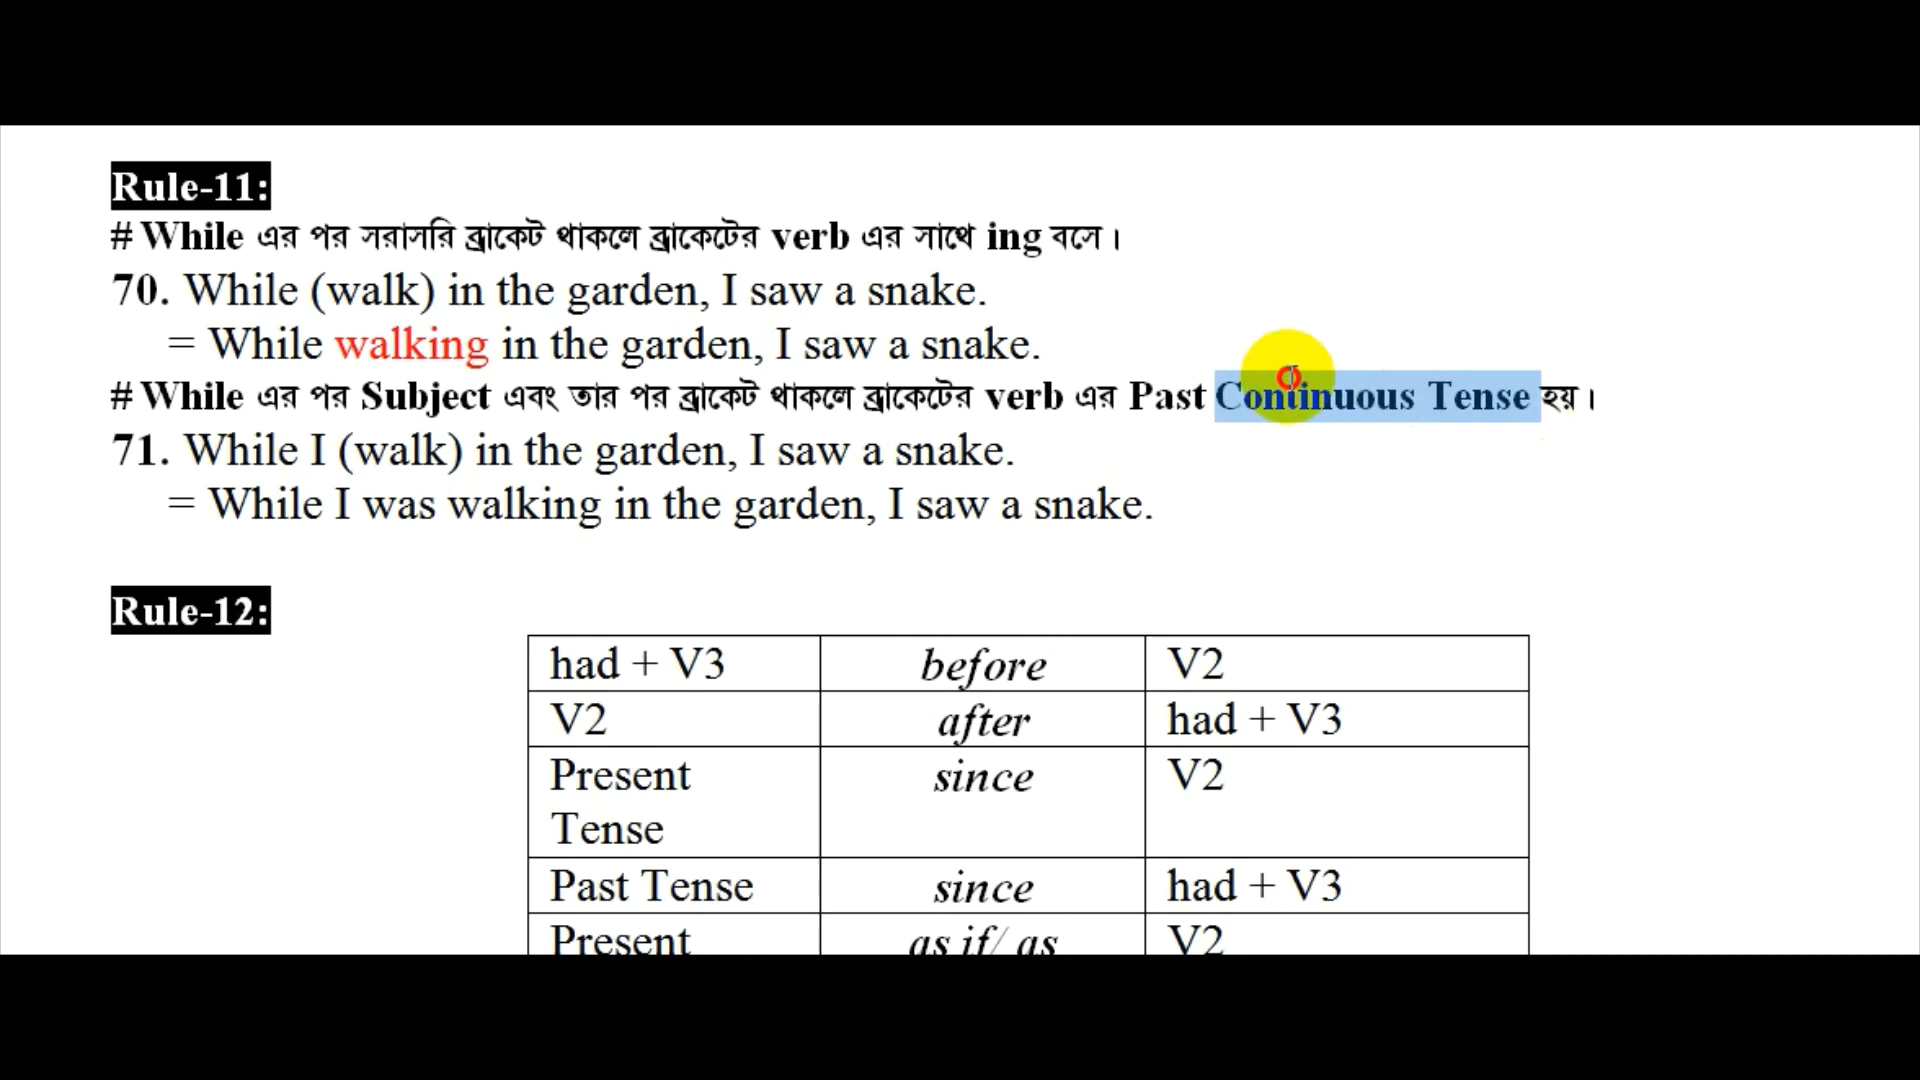 Rule-11:
# While এর পর সরাসরি ব্রাকেট থাকলে ব্রাকেটের verb এর সাথে ing বসে।
70. While (walk) in the garden, I saw a snake.
= While walking in the garden, I saw a snake.
# While এর পর Subject এবং তার পর ব্রাকেট থাকলে ব্রাকেটের verb এর Past Continuous Tense হয়।
71. While I (walk) in the garden, I saw a snake.
= While I was walking in the garden, I saw a snake.
Rule-12:
had + V3 before V2
V2 after had + V3
Present since V2
Tense
Past Tense since had + V3
Present as if/ as V2